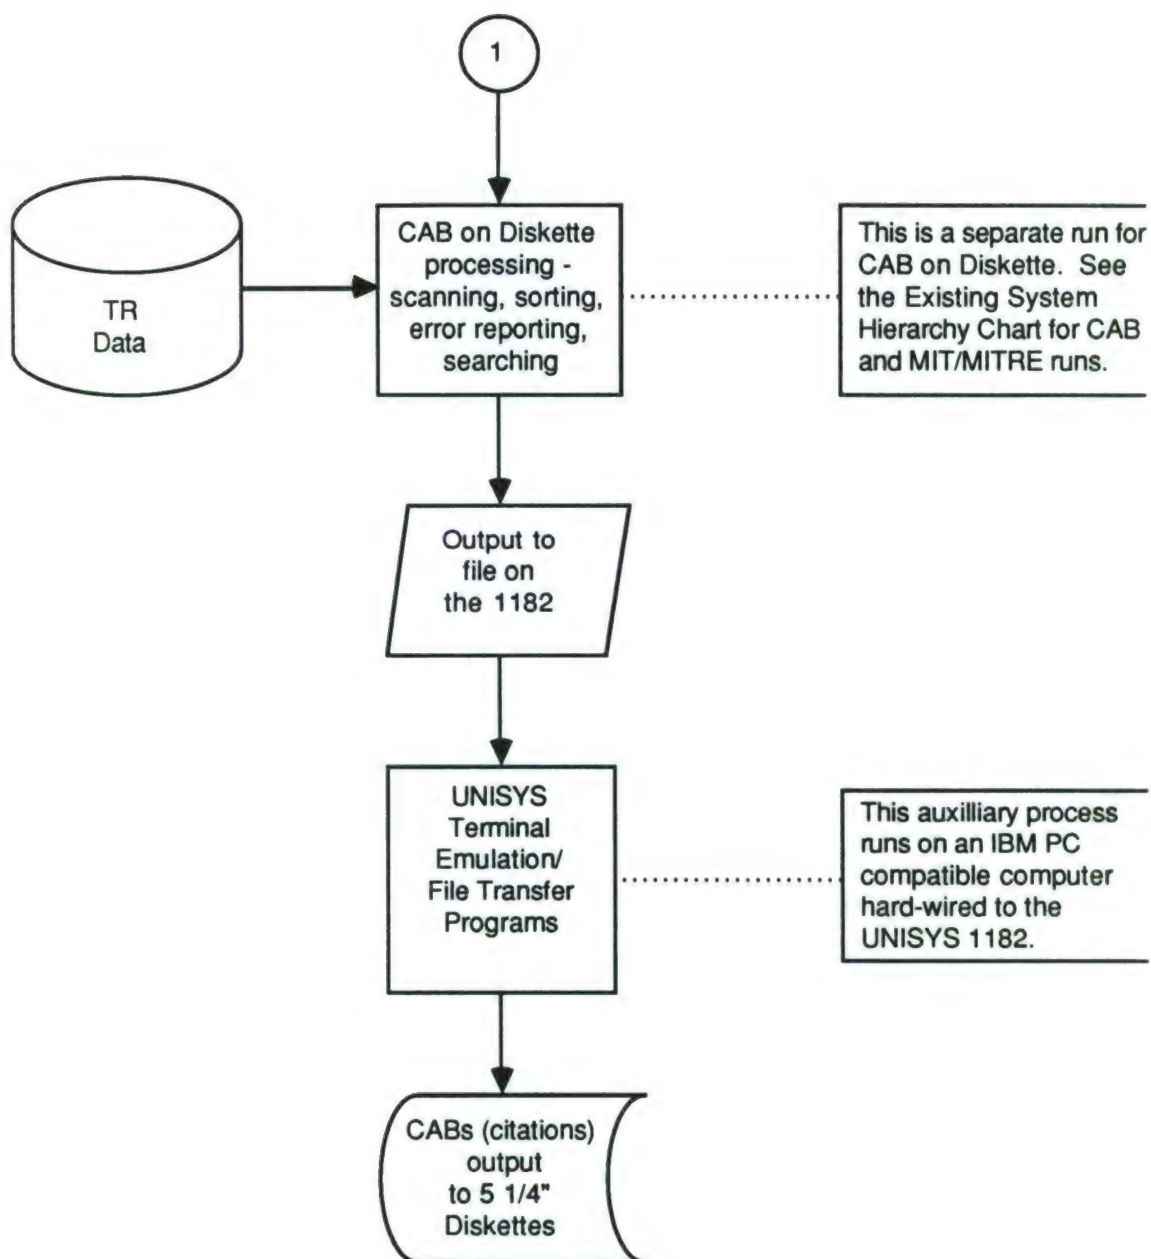 1
TR
Data
CAB on Diskette
processing -
scanning, sorting,
error reporting,
searching
This is a separate run for
CAB on Diskette. See
the Existing System
Hierarchy Chart for CAB
and MIT/MITRE runs.
Output to
file on
the 1182
UNISYS
Terminal
Emulation/
File Transfer
Programs
This auxilliary process
runs on an IBM PC
compatible computer
hard-wired to the
UNISYS 1182.
CABs (citations)
output
to 5 1/4"
Diskettes